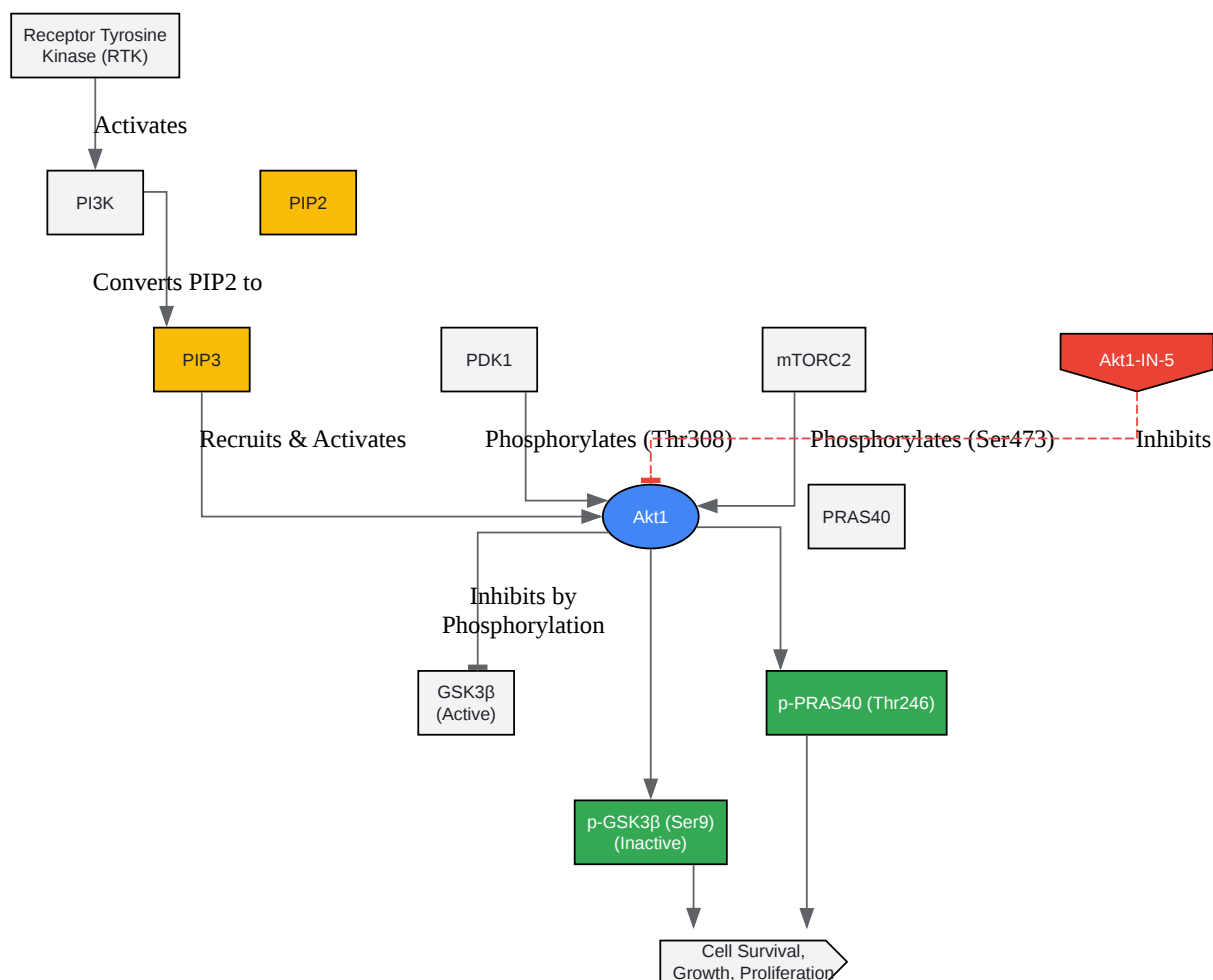 Receptor Tyrosine
Kinase (RTK)
Activates
PI3K
PIP2
Converts PIP2 to
PIP3
PDK1
mTORC2
Akt1-IN-5
Recruits & Activates
Phosphorylates (Thr308)
Phosphorylates (Ser473)
Inhibits
Akt1
PRAS40
Inhibits by
Phosphorylation
GSK3β
(Active)
p-PRAS40 (Thr246)
p-GSK3β (Ser9)
(Inactive)
Cell Survival,
Growth, Proliferation